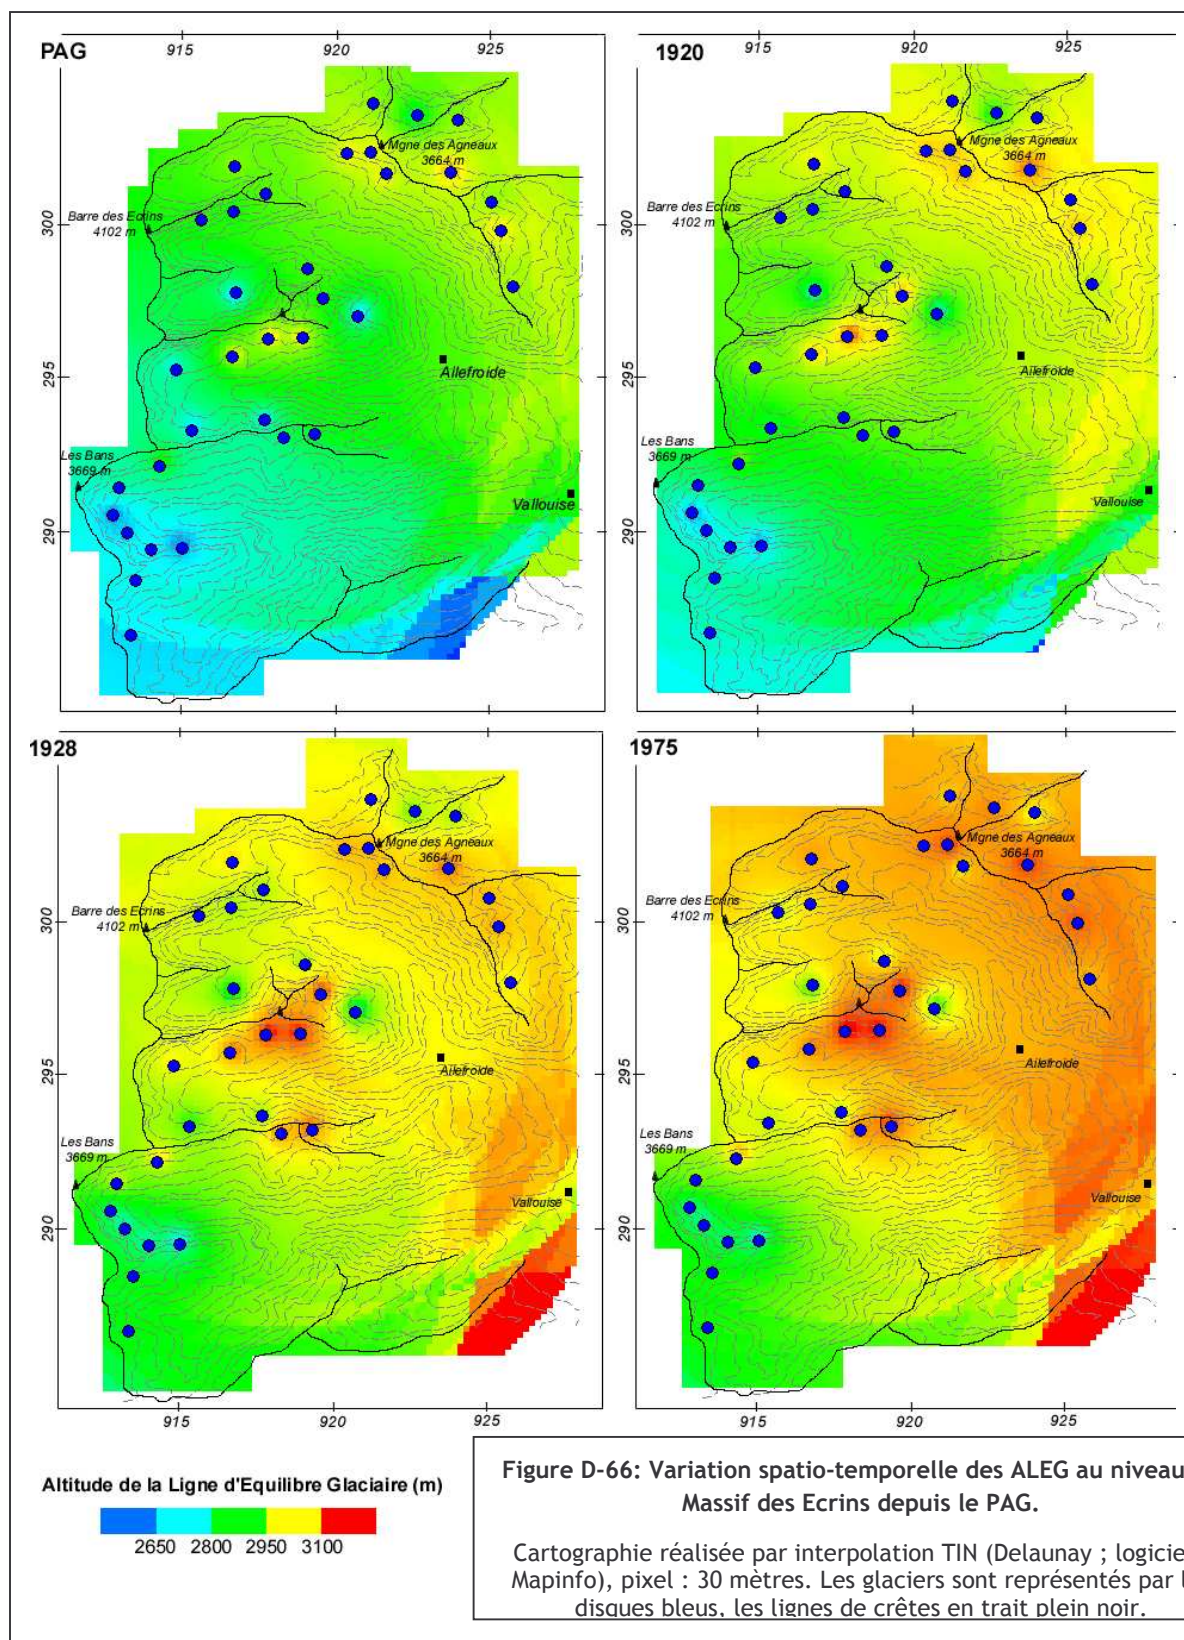 PAG
915
920
925
Mgne des Agneaux
3664 m
Barre des Ecrins
4102 m
300
295
Ailefroide
Les Bans
3669 m
Vallouise
290
1920
915
920
925
Mgne des Agneaux
3664 m
Barre des Ecrins
4102 m
300
295
Ailefroide
Les Bans
3669 m
Vallouise
290
1928
Mgne des Agneaux
3664 m
Barre des Ecrins
4102 m
300
295
Ailefroide
Les Bans
3669 m
Vallouise
290
915
920
925
1975
Mgne des Agneaux
3664 m
Barre des Ecrins
4102 m
300
295
Ailefroide
Les Bans
3669 m
Vallouise
290
915
920
925
Altitude de la Ligne d'Equilibre Glaciaire (m)
2650 2800 2950 3100
Figure D-66: Variation spatio-temporelle des ALEG au niveau
Massif des Ecrins depuis le PAG.
Cartographie réalisée par interpolation TIN (Delaunay ; logicie
Mapinfo), pixel : 30 mètres. Les glaciers sont représentés par l
disques bleus, les lignes de crêtes en trait plein noir.